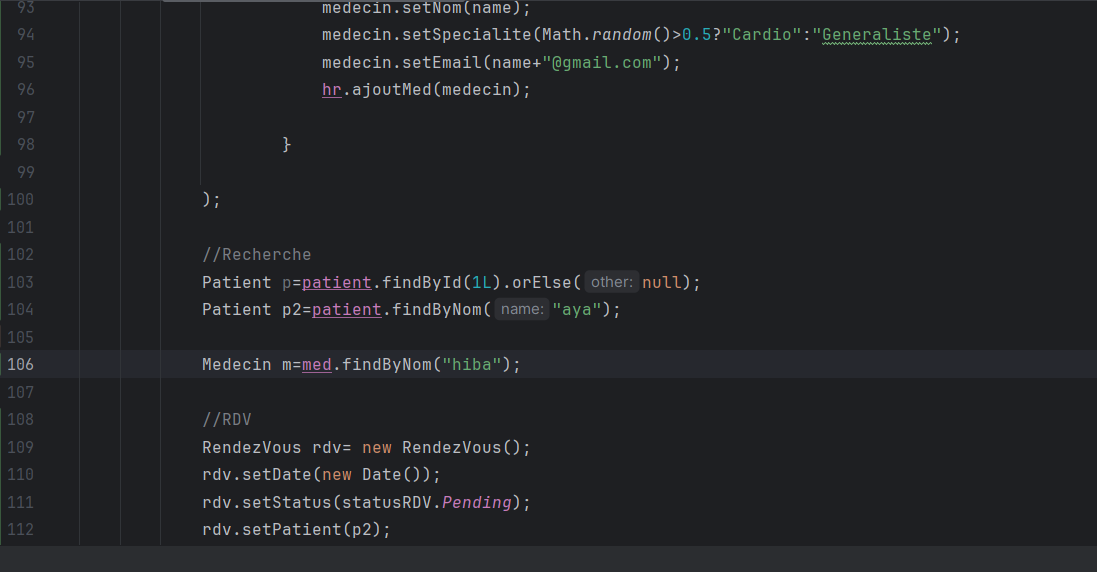 93 medecin.setNom(name);
94 medecin.setSpecialite(Math.random()>0.5?"Cardio":"Generaliste");
95 medecin.setEmail(name+"@gmail.com");
96 hr.ajoutMed(medecin);
97
98 }
99
100 );
101
102 //Recherche
103 Patient p=patient.findById(1L).orElse( other: null);
104 Patient p2=patient.findByNom( name: "aya");
105
106 Medecin m=med.findByNom("hiba");
107
108 //RDV
109 RendezVous rdv= new RendezVous();
110 rdv.setDate(new Date());
111 rdv.setStatus(statusRDV.Pending);
112 rdv.setPatient(p2);